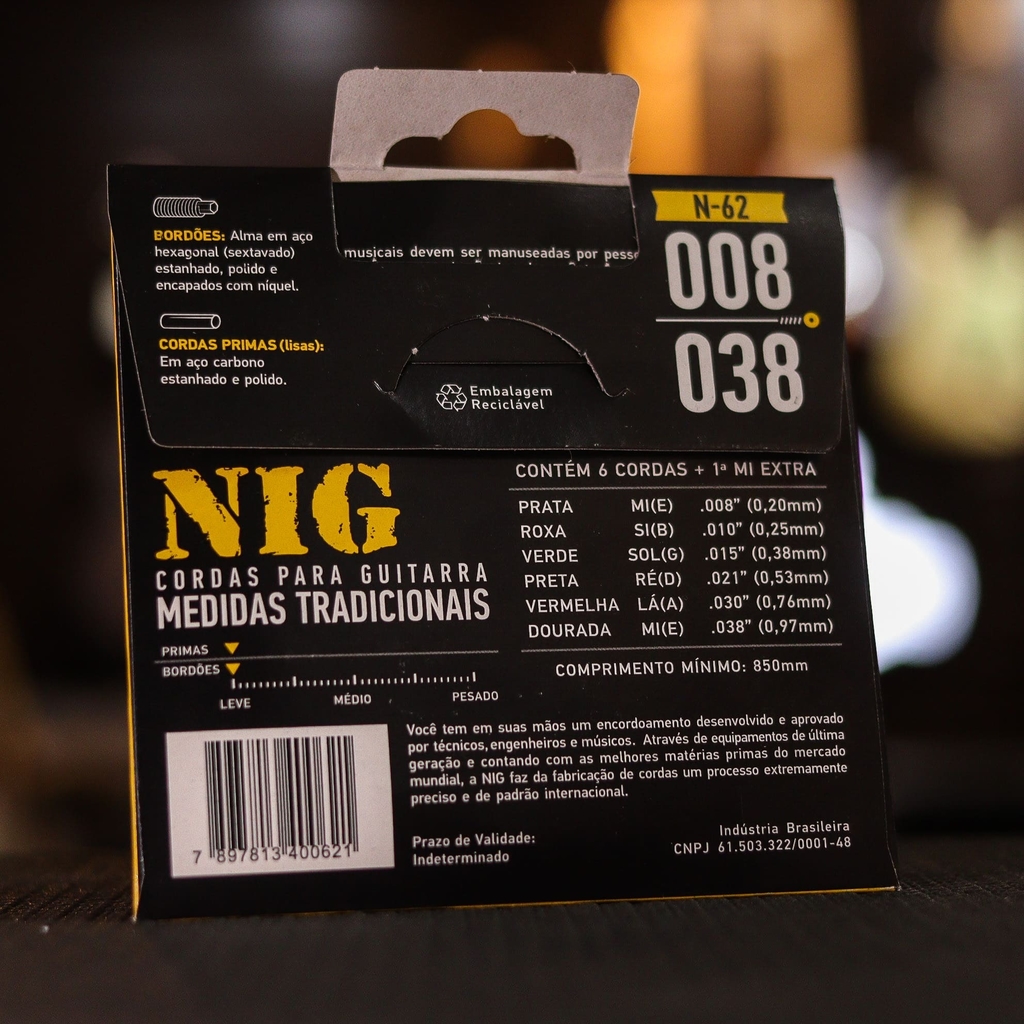 BORDÕES: Alma em aço
hexagonal (sextavado)
estanhado, polido e
encapados com níquel.
CORDAS PRIMAS (lisas):
Em aço carbono
estanhado e polido.
musicais devem ser manuseadas por
Embalagem
Reciclável
N-62
008
038
NIG
CORDAS PARA GUITARRA
MEDIDAS TRADICIONAIS
PRIMAS
BORDÕES
LEVE MÉDIO PESADO
CONTÉM 6 CORDAS + 1ª MI EXTRA
PRATA MI(E) .008” (0,20mm)
ROXA SI(B) .010” (0,25mm)
VERDE SOL(G) .015” (0,38mm)
PRETA RÉ(D) .021” (0,53mm)
VERMELHA LÁ(A) .030” (0,76mm)
DOURADA MI(E) .038” (0,97mm)
COMPRIMENTO MÍNIMO: 850mm
Você tem em suas mãos um encordoamento desenvolvido e aprovado
por técnicos, engenheiros e músicos. Através de equipamentos de última
geração e contando com as melhores matérias primas do mercado
mundial, a NIG faz da fabricação de cordas um processo extremamente
preciso e de padrão internacional.
7 897813 400621
Prazo de Validade:
Indeterminado
Indústria Brasileira
CNPJ 61.503.322/0001-48